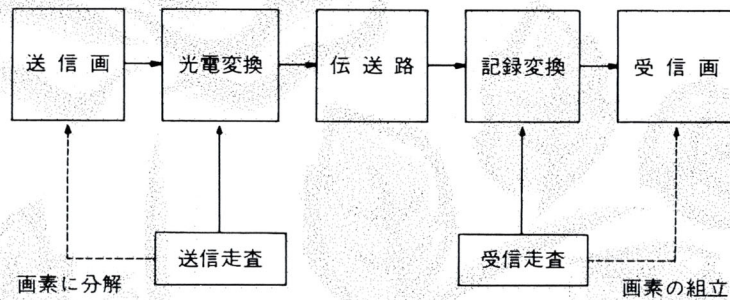 送信画
光電変換
伝送路
記録変換
受信画
送信走査
受信走査
画素に分解
画素の組立